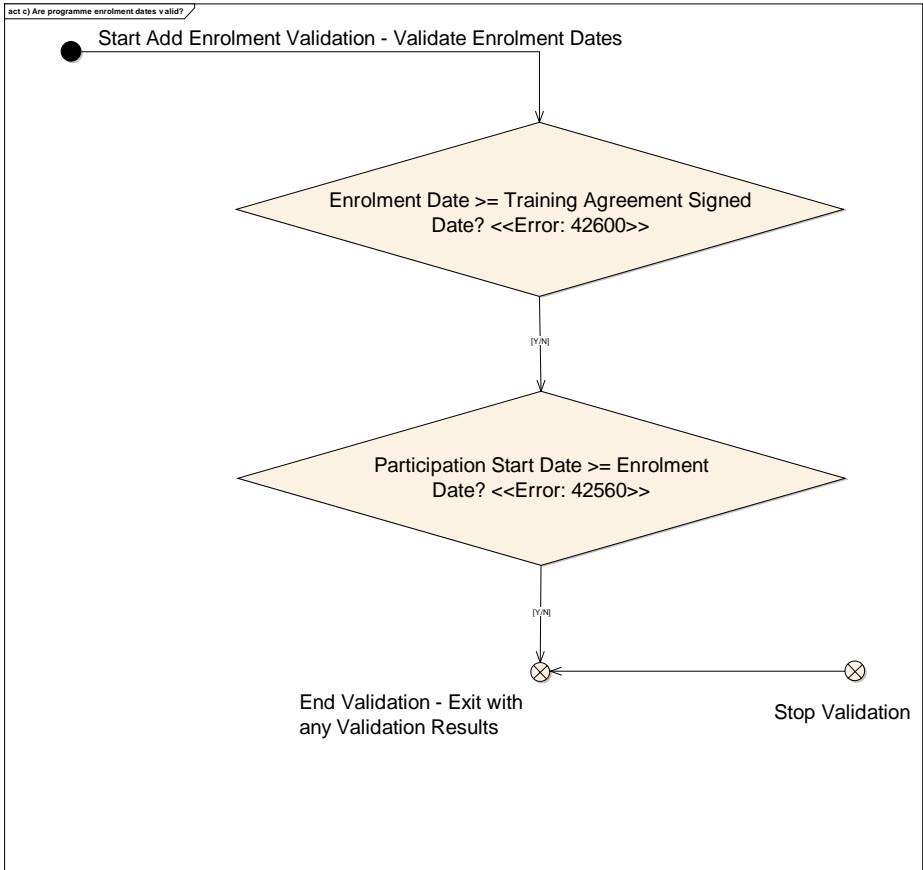 act c) Are programme enrolment dates valid?
Start Add Enrolment Validation - Validate Enrolment Dates
Enrolment Date >= Training Agreement Signed
Date? <<Error: 42600>>
[Y/N]
Participation Start Date >= Enrolment
Date? <<Error: 42560>>
[Y/N]
End Validation - Exit with
any Validation Results
Stop Validation